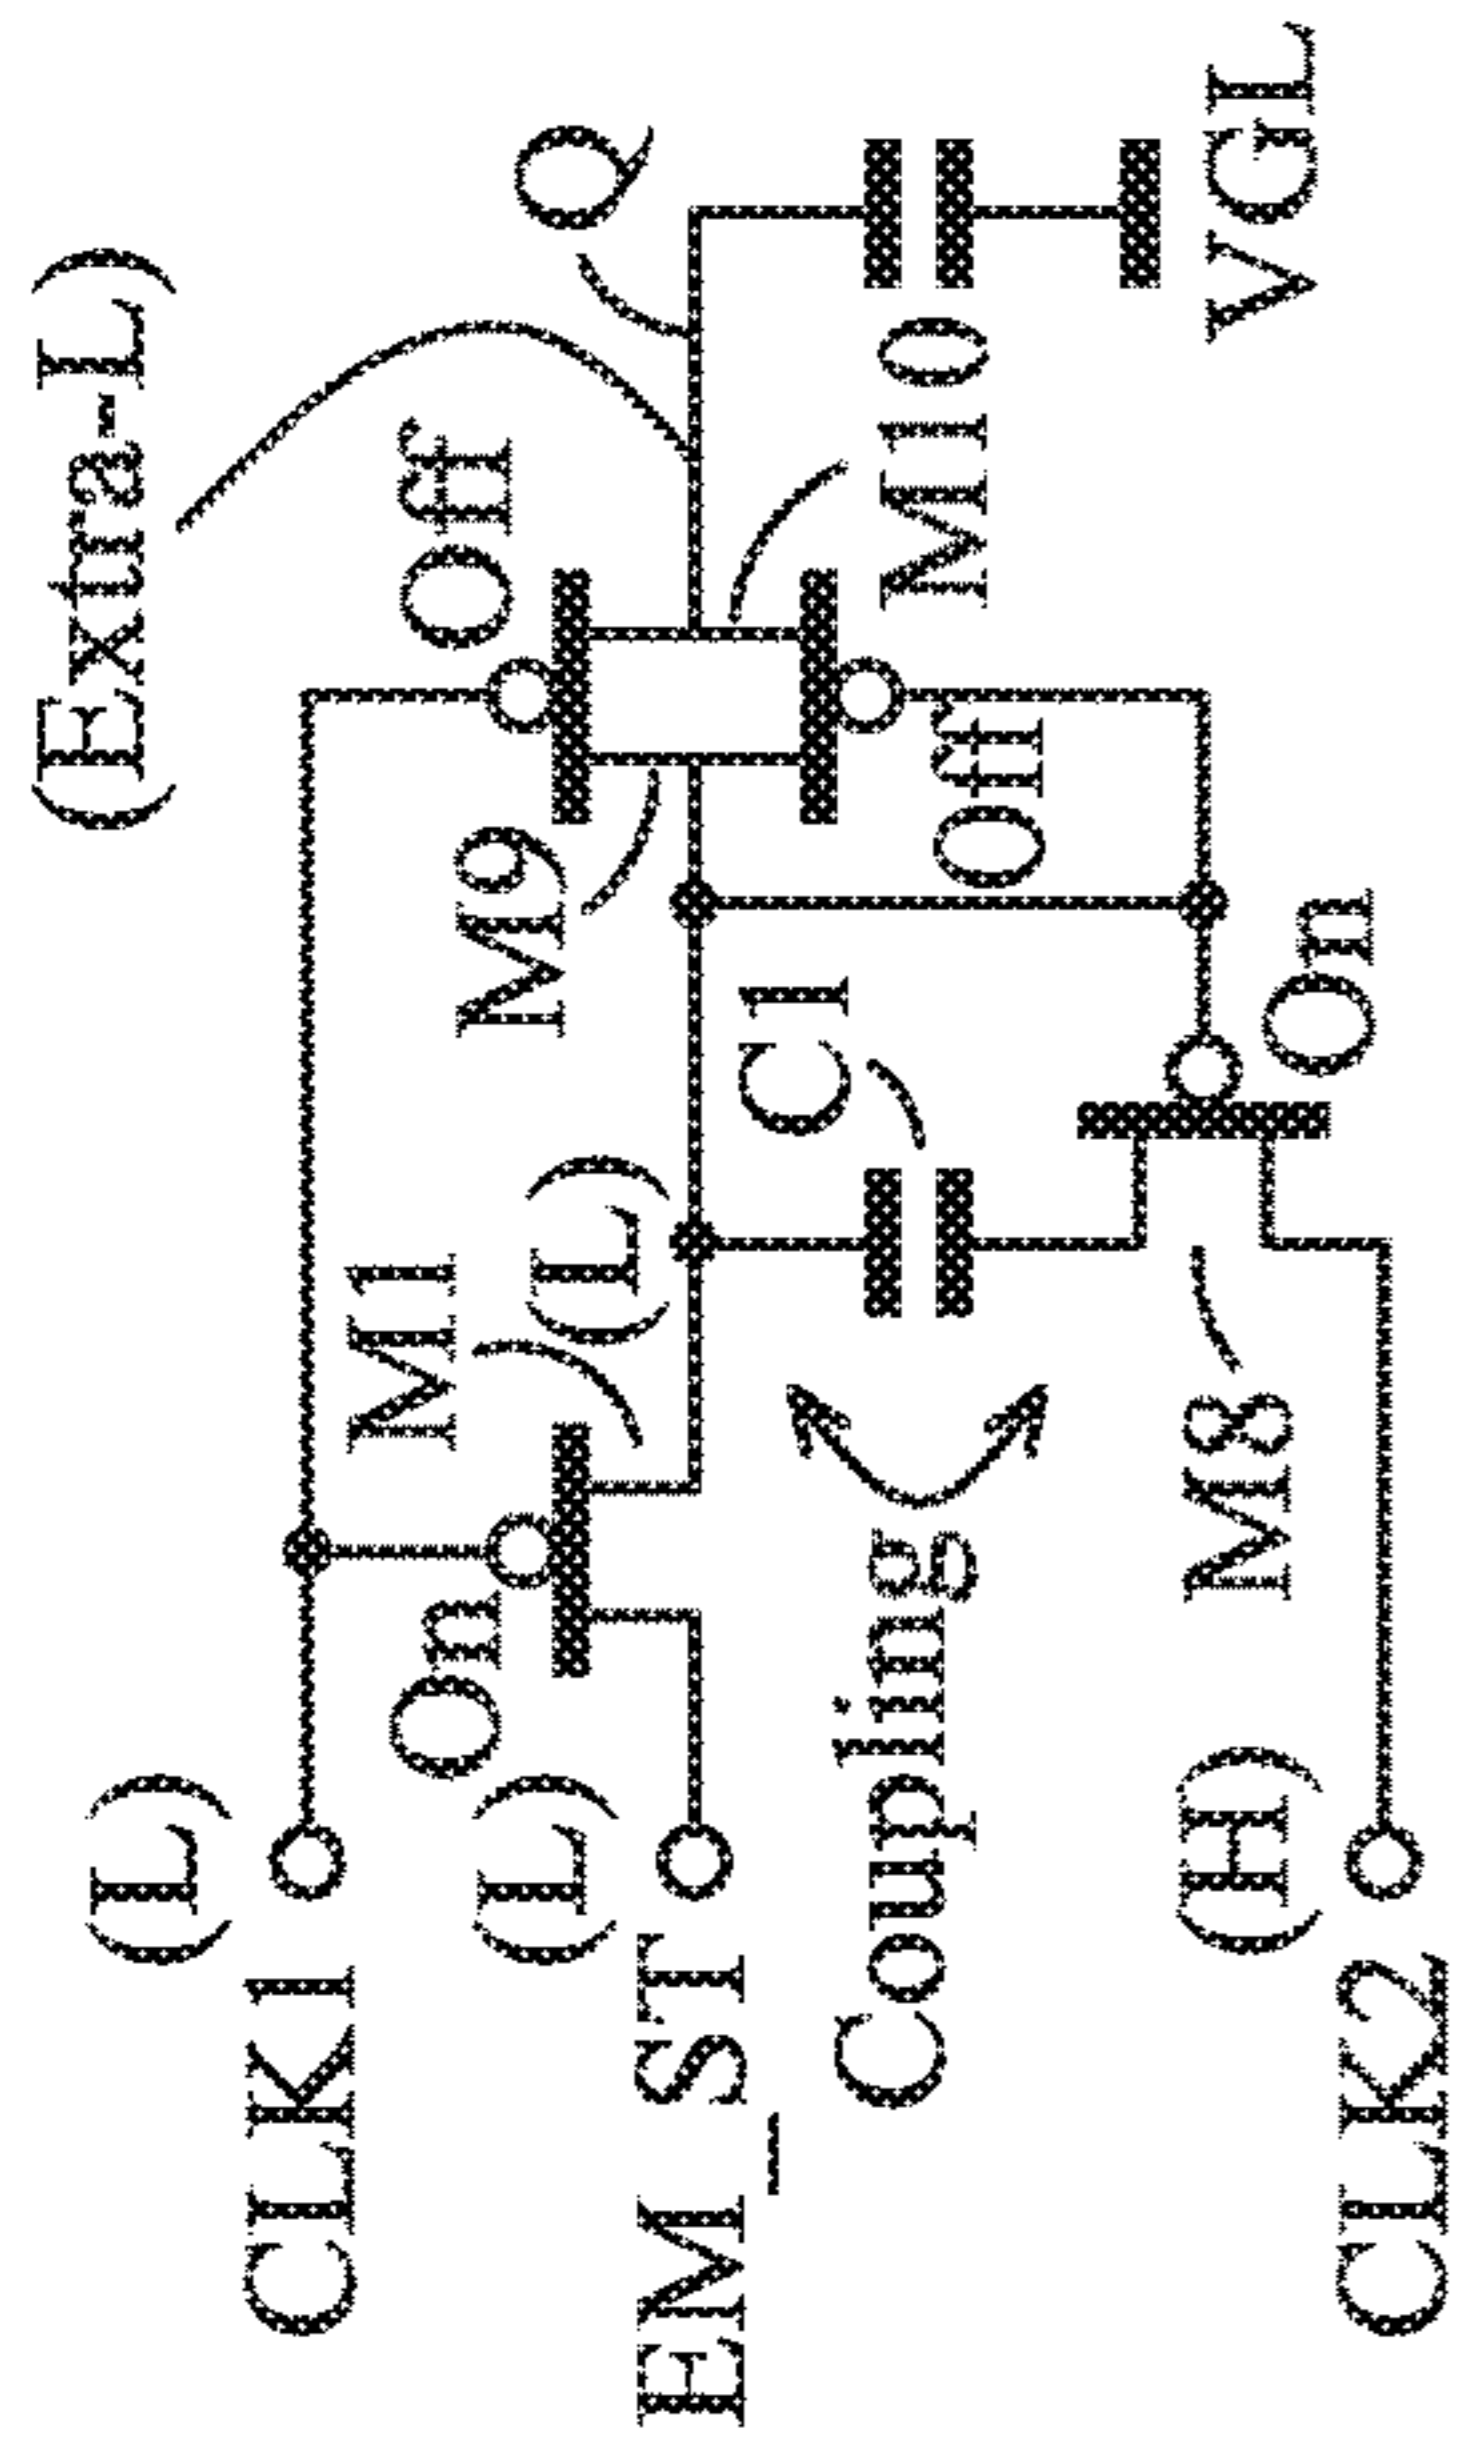 (Extra-L)
(L)
CLK1
M1
On
Off
M9
(L)
(L)
Q
EM_ST
C1
Coupling
M10
Off
(H)
M8
VGL
On
CLK2